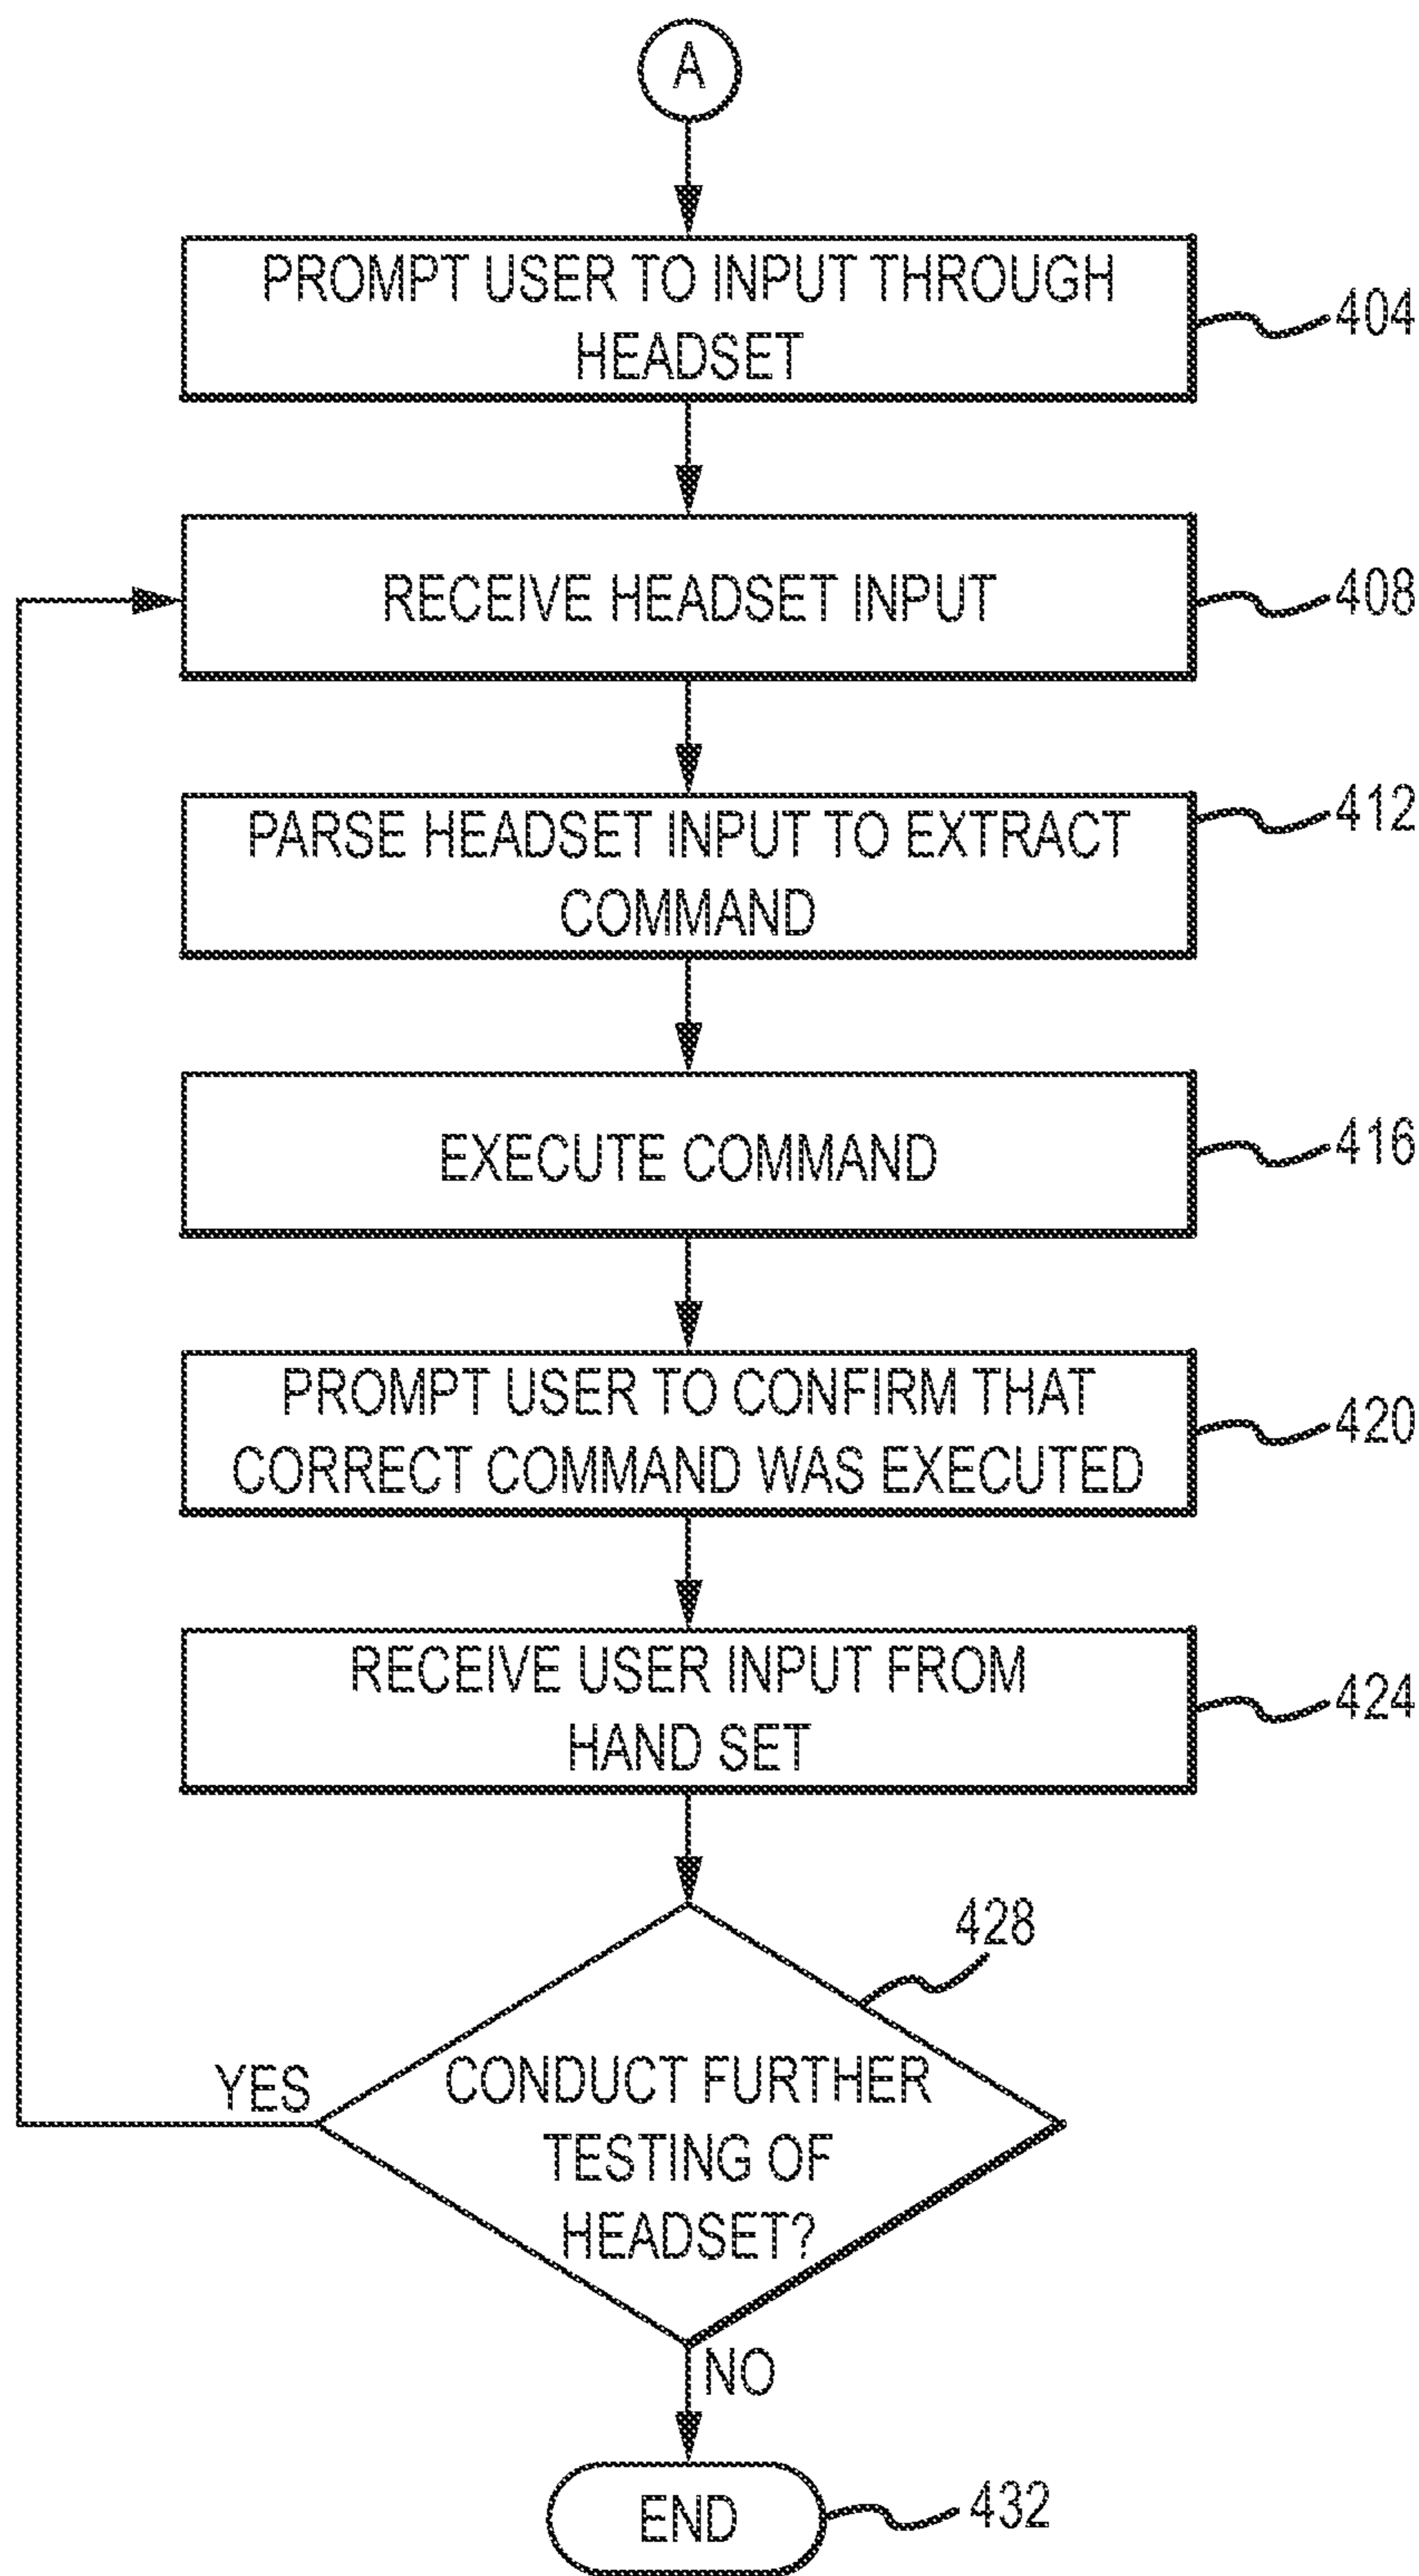 A
PROMPT USER TO INPUT THROUGH
HEADSET
404
RECEIVE HEADSET INPUT
408
PARSE HEADSET INPUT TO EXTRACT
COMMAND
412
EXECUTE COMMAND
416
PROMPT USER TO CONFIRM THAT
CORRECT COMMAND WAS EXECUTED
420
RECEIVE USER INPUT FROM
HAND SET
424
428
YES
CONDUCT FURTHER
TESTING OF
HEADSET?
NO
END
432